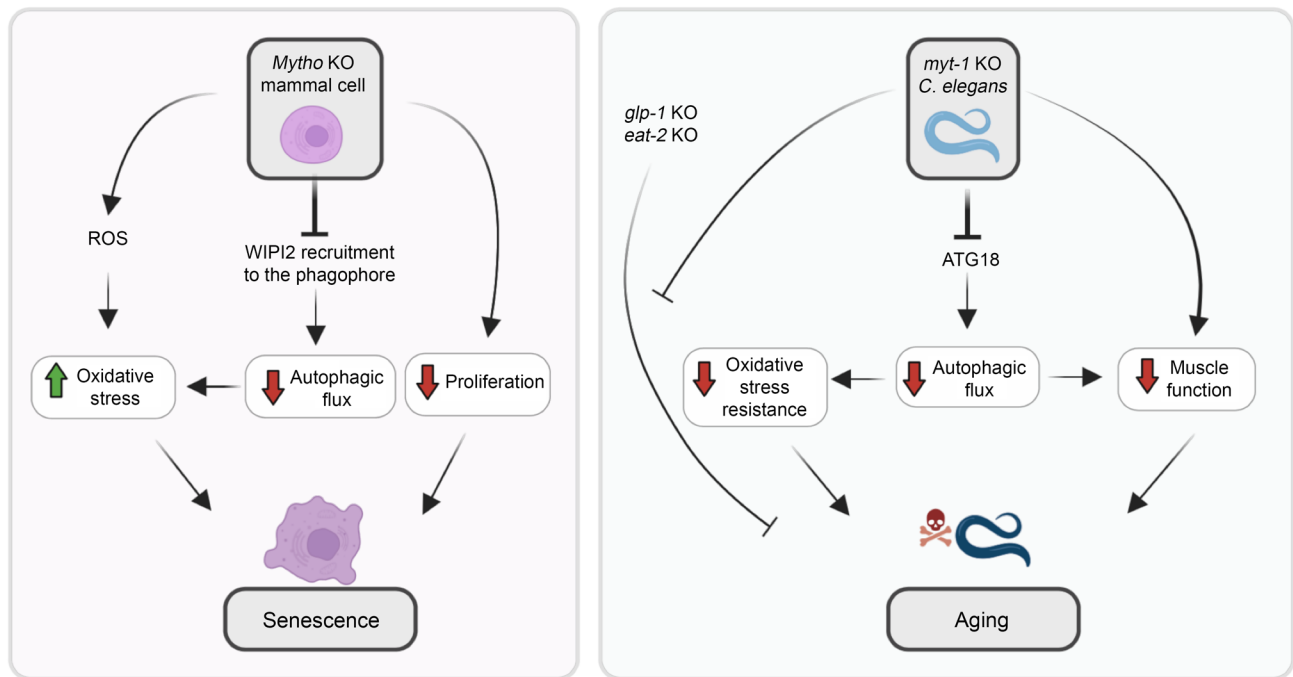 Mytho KO
mammal cell
ROS
WIPI2 recruitment
to the phagophore
Oxidative
stress
Autophagic
flux
Proliferation
Senescence
myt-1 KO
C. elegans
glp-1 KO
eat-2 KO
ATG18
Oxidative
stress
resistance
Autophagic
flux
Muscle
function
Aging